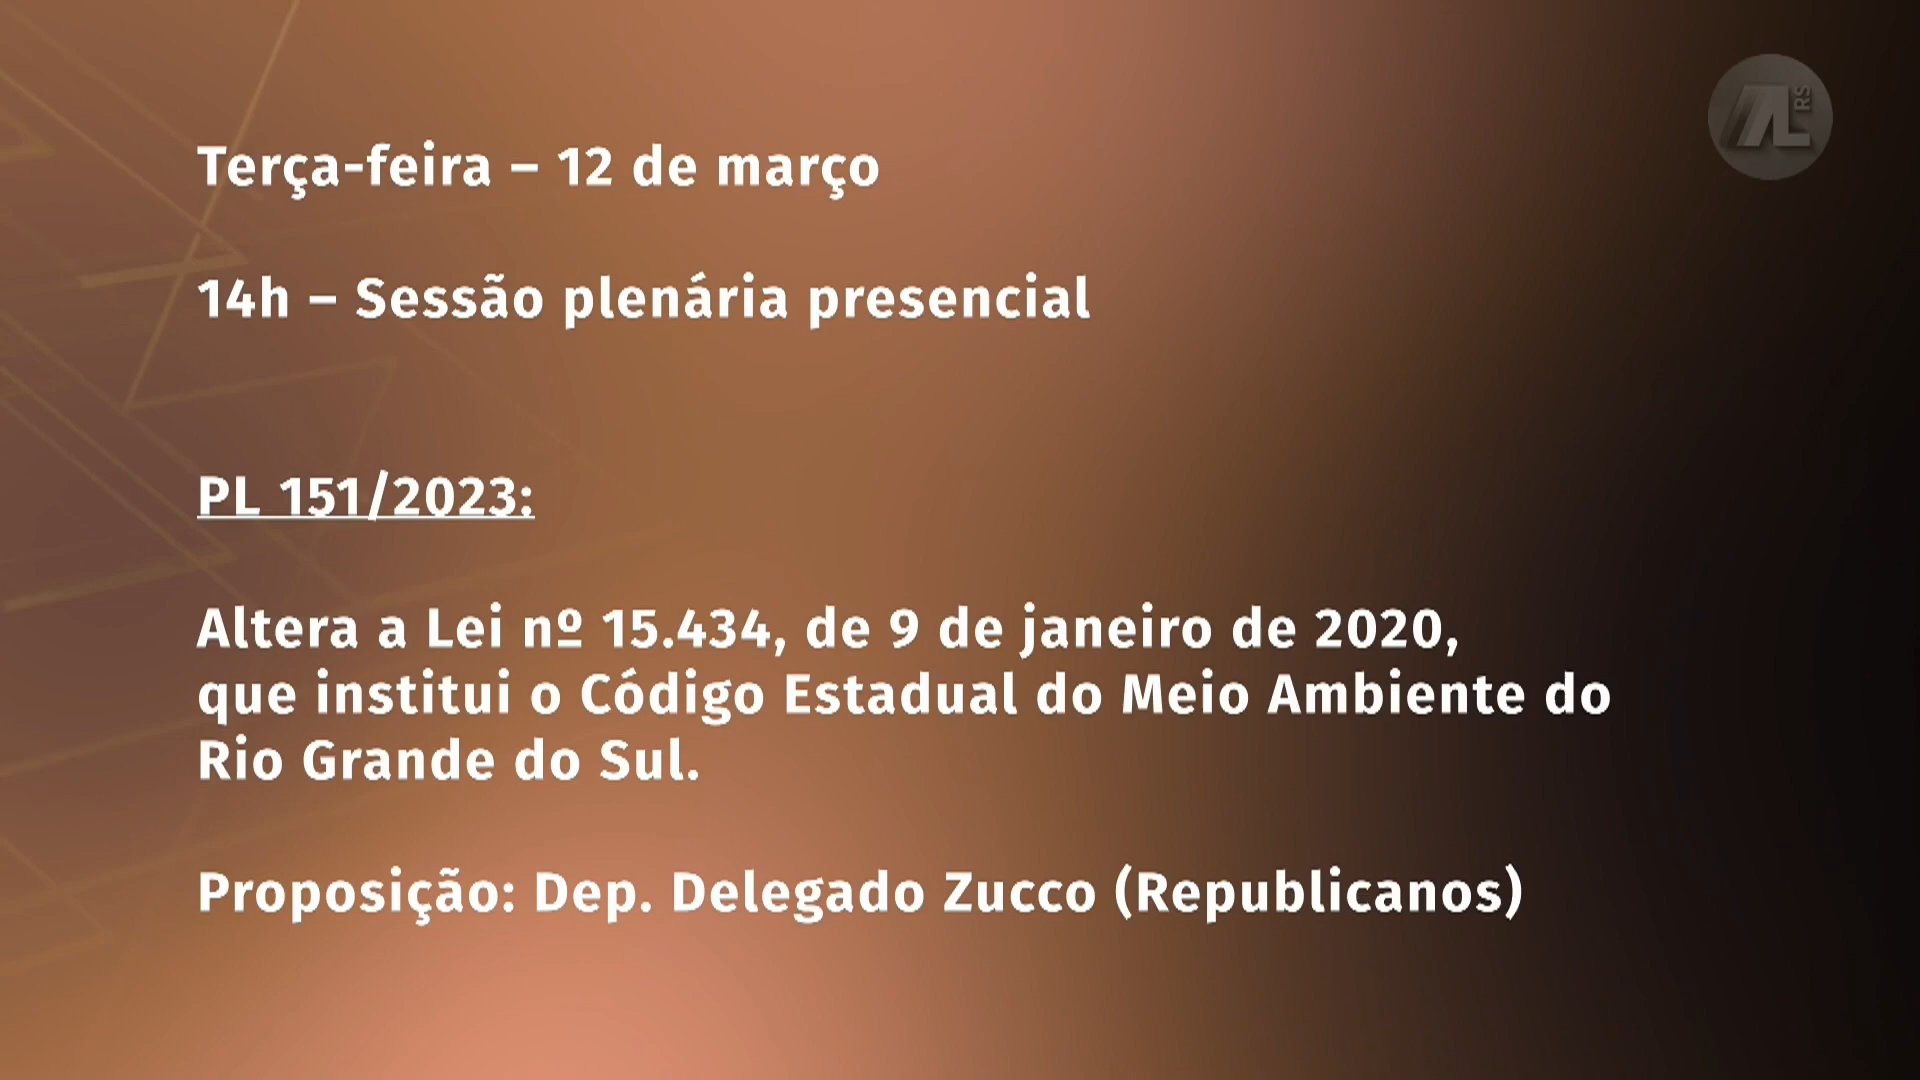 AL RS
Terça-feira – 12 de março
14h – Sessão plenária presencial
PL 151/2023:
Altera a Lei nº 15.434, de 9 de janeiro de 2020,
que institui o Código Estadual do Meio Ambiente do
Rio Grande do Sul.
Proposição: Dep. Delegado Zucco (Republicanos)